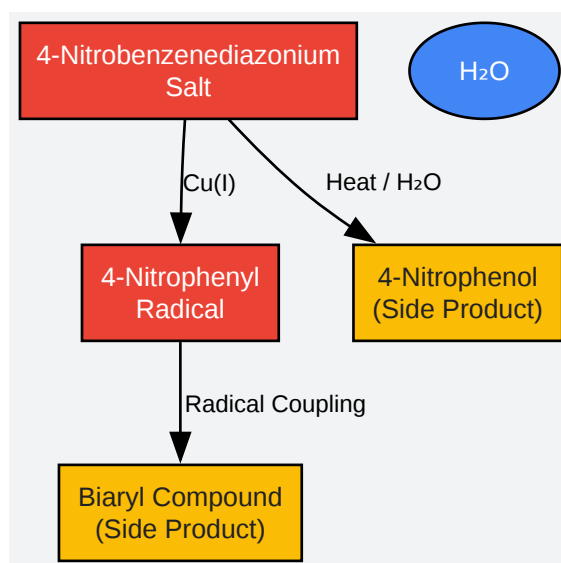 4-Nitrobenzenediazonium
Salt
H₂O
Cu(I)
Heat / H₂O
4-Nitrophenyl
Radical
4-Nitrophenol
(Side Product)
Radical Coupling
Biaryl Compound
(Side Product)